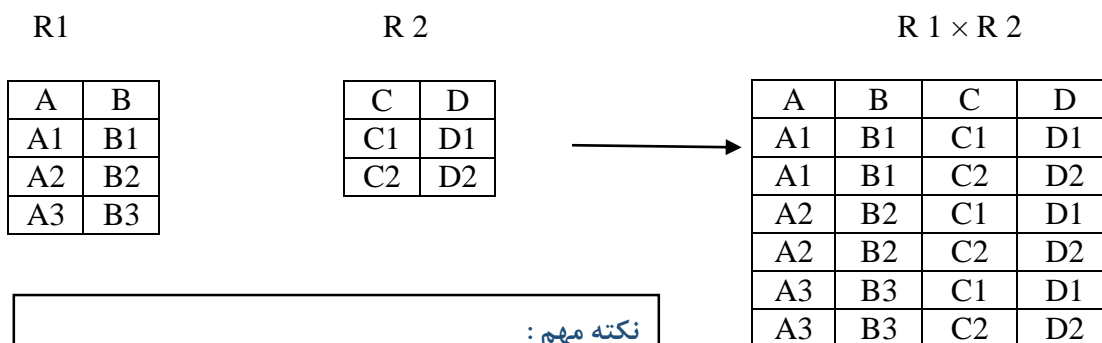 R1 R 2 R 1 × R 2
A B
A1 B1
A2 B2
A3 B3
C D
C1 D1
C2 D2
A B C D
A1 B1 C1 D1
A1 B1 C2 D2
A2 B2 C1 D1
A2 B2 C2 D2
A3 B3 C1 D1
A3 B3 C2 D2
نکته مهم :